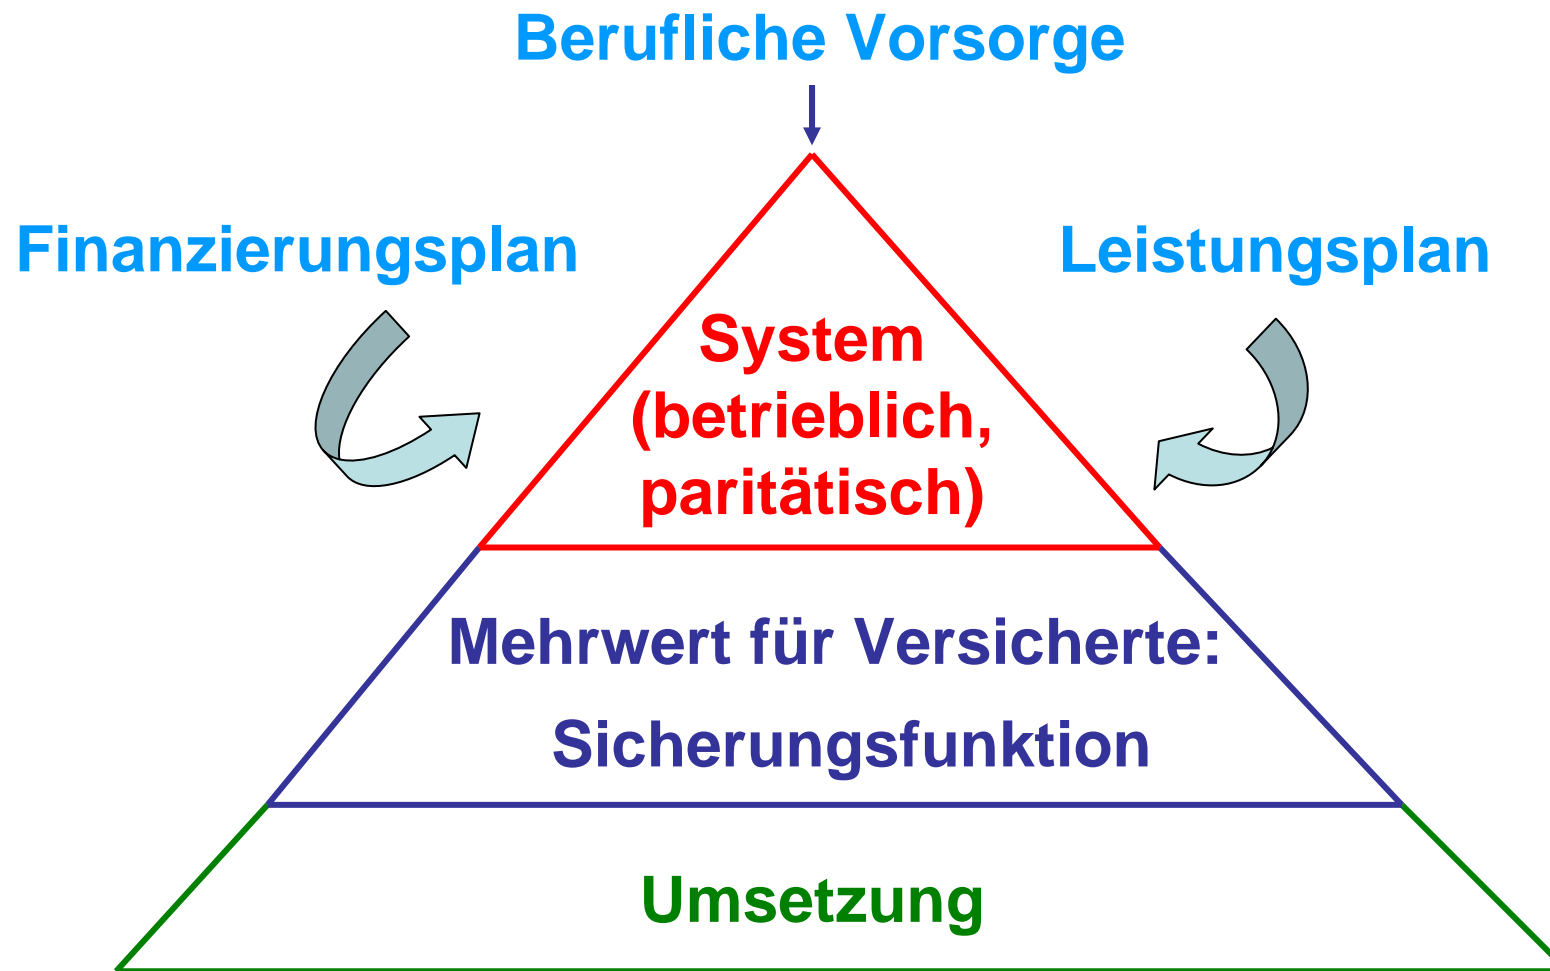 Berufliche Vorsorge
Finanzierungsplan
Leistungsplan
System
(betrieblich,
paritätisch)
Mehrwert für Versicherte:
Sicherungsfunktion
Umsetzung